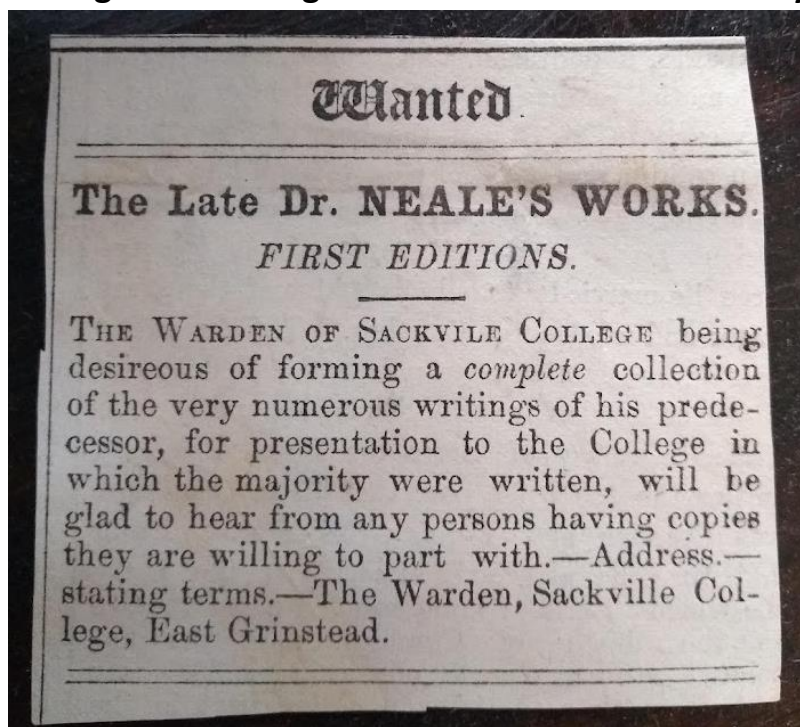 Wanted.
The Late Dr. NEALE'S WORKS.
FIRST EDITIONS.
THE WARDEN OF SACKVILE COLLEGE being
desireous of forming a complete collection
of the very numerous writings of his prede-
cessor, for presentation to the College in
which the majority were written, will be
glad to hear from any persons having copies
they are willing to part with.—Address.—
stating terms.—The Warden, Sackville Col-
lege, East Grinstead.